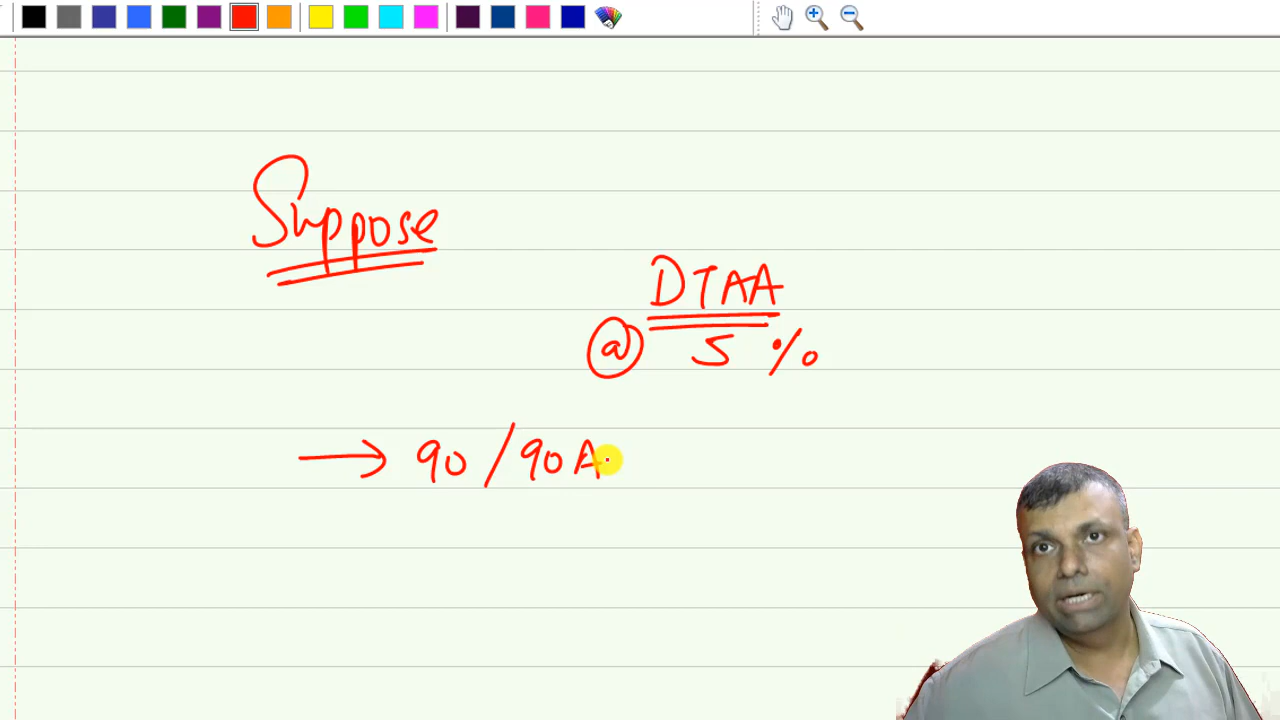 Suppose
DTAA
@ 5 %
→ 90/90A